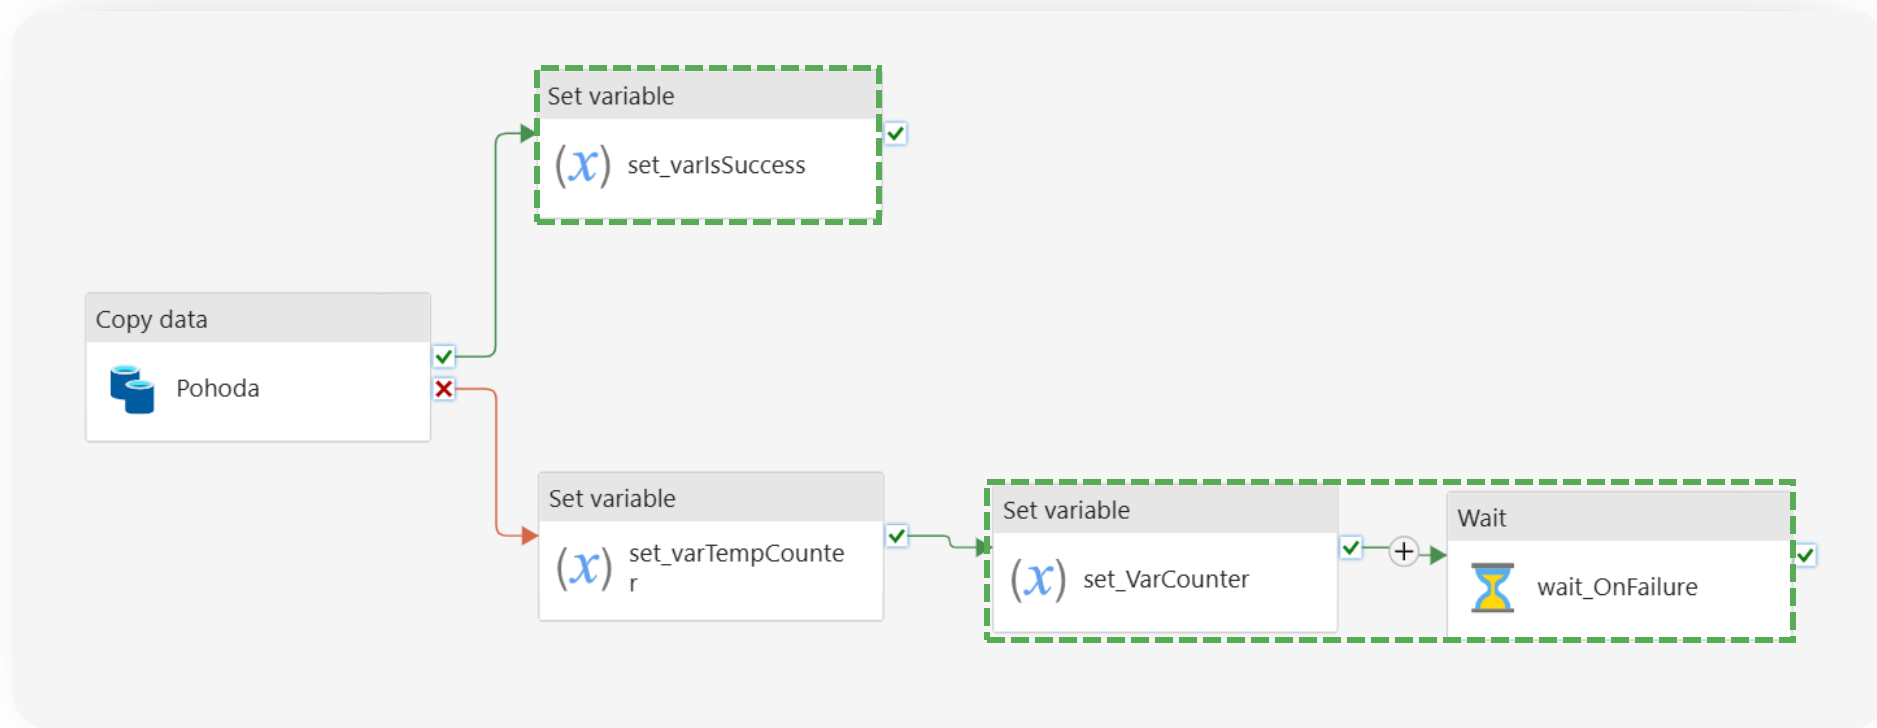 Set variable
(x) set_varIsSuccess
Copy data
Pohoda
Set variable
(x) set_varTempCounte
r
Set variable
(x) set_VarCounter
Wait
wait_OnFailure